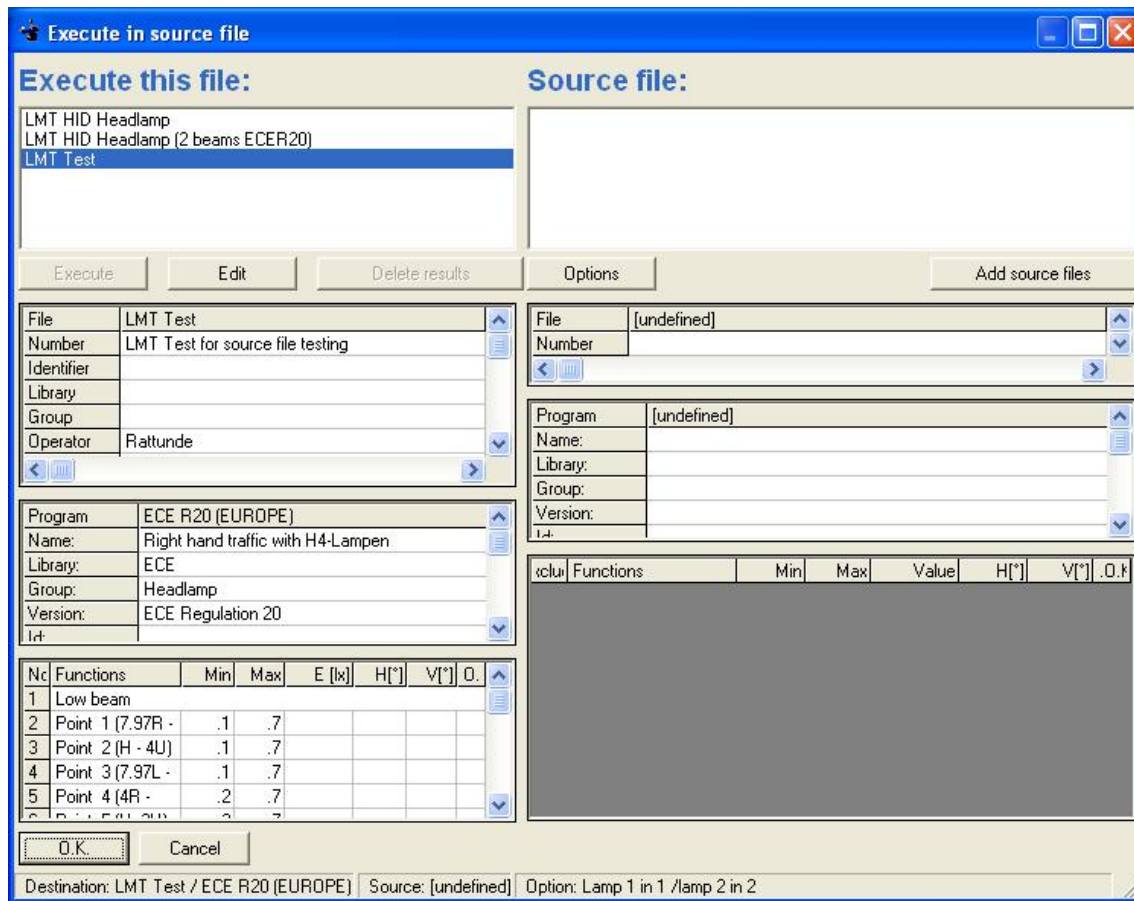 Execute in source file
Execute this file:
Source file:
LMT HID Headlamp
LMT HID Headlamp (2 beams ECER20)
LMT Test
Execute Edit Delete results Options Add source files
File LMT Test
Number LMT Test for source file testing
Identifier
Library
Group
Operator Rattunde
File [undefined]
Number
Program ECE R20 (EUROPE)
Name: Right hand traffic with H4-Lampen
Library: ECE
Group: Headlamp
Version: ECE Regulation 20
Id:
Program [undefined]
Name:
Library:
Group:
Version:
Id:
Nc Functions Min Max E [lx] H[°] V[°] O.
1 Low beam
2 Point 1 (7.97R - .1 .7
3 Point 2 (H - 4U) .1 .7
4 Point 3 (7.97L - .1 .7
5 Point 4 (4R - .2 .7
Functions Min Max Value H[°] V[°] .O.K
O.K. Cancel
Destination: LMT Test / ECE R20 (EUROPE) Source: [undefined] Option: Lamp 1 in 1 /lamp 2 in 2